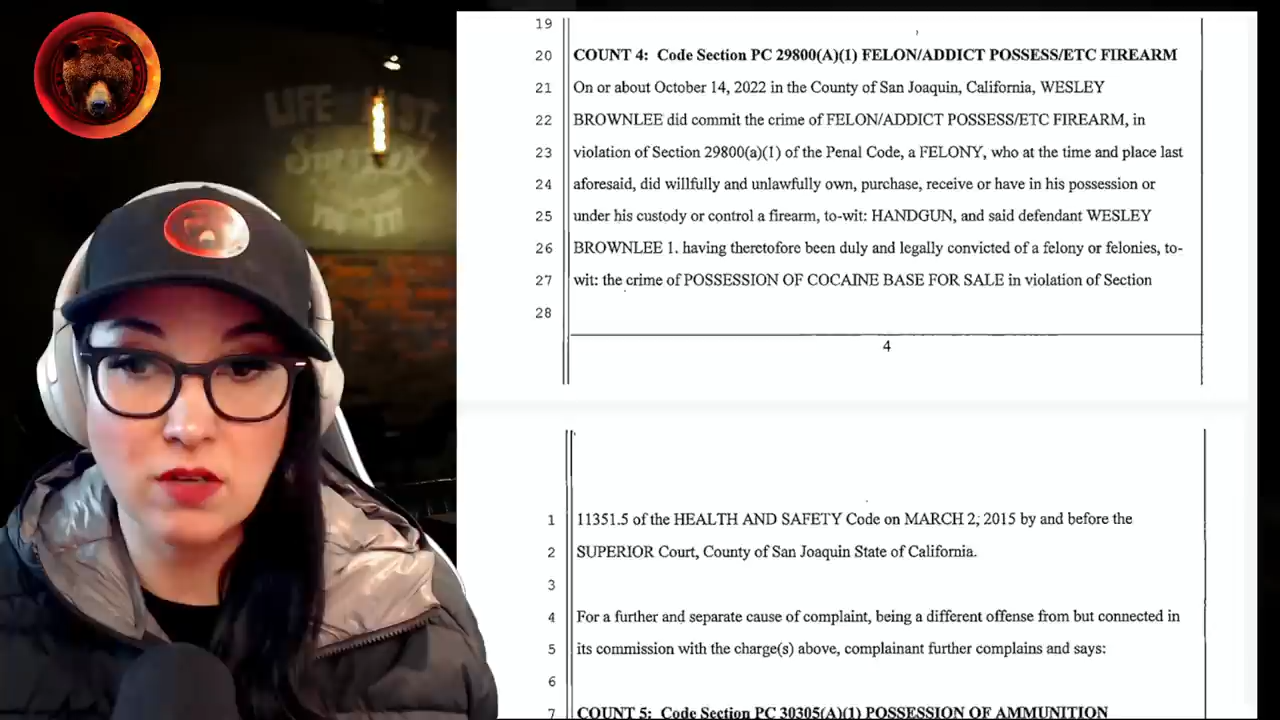 LIFE
19
20 COUNT 4: Code Section PC 29800(A)(1) FELON/ADDICT POSSESS/ETC FIREARM
21 On or about October 14, 2022 in the County of San Joaquin, California, WESLEY
22 BROWNLEE did commit the crime of FELON/ADDICT POSSESS/ETC FIREARM, in
23 violation of Section 29800(a)(1) of the Penal Code, a FELONY, who at the time and place last
24 aforesaid, did willfully and unlawfully own, purchase, receive or have in his possession or
25 under his custody or control a firearm, to-wit: HANDGUN, and said defendant WESLEY
26 BROWNLEE 1. having theretofore been duly and legally convicted of a felony or felonies, to-
27 wit: the crime of POSSESSION OF COCAINE BASE FOR SALE in violation of Section
28
4
1 11351.5 of the HEALTH AND SAFETY Code on MARCH 2, 2015 by and before the
2 SUPERIOR Court, County of San Joaquin State of California.
3
4 For a further and separate cause of complaint, being a different offense from but connected in
5 its commission with the charge(s) above, complainant further complains and says:
6
7 COUNT 5: Code Section PC 30305(A)(1) POSSESSION OF AMMUNITION